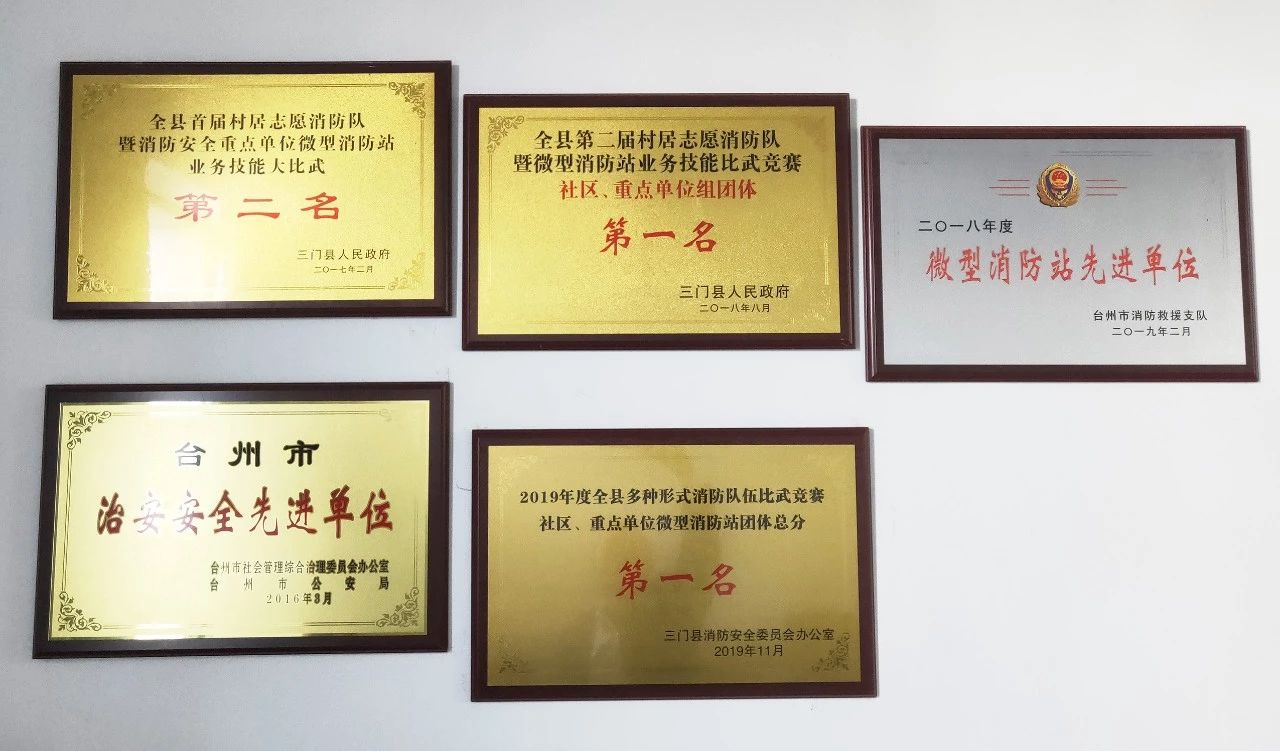 全县首届村居志愿消防队
暨消防安全重点单位微型消防站
业务技能大比武
第二名
三门县人民政府
二〇一七年二月
全县第二届村居志愿消防队
暨微型消防站业务技能比武竞赛
社区、重点单位组团体
第一名
三门县人民政府
二〇一八年八月
二〇一八年度
微型消防站先进单位
台州市消防救援支队
二〇一九年二月
台州市
治安安全先进单位
台州市社会管理综合治理委员会办公室
台州市公安局
2016年3月
2019年度全县多种形式消防队伍比武竞赛
社区、重点单位微型消防站团体总分
第一名
三门县消防安全委员会办公室
2019年11月